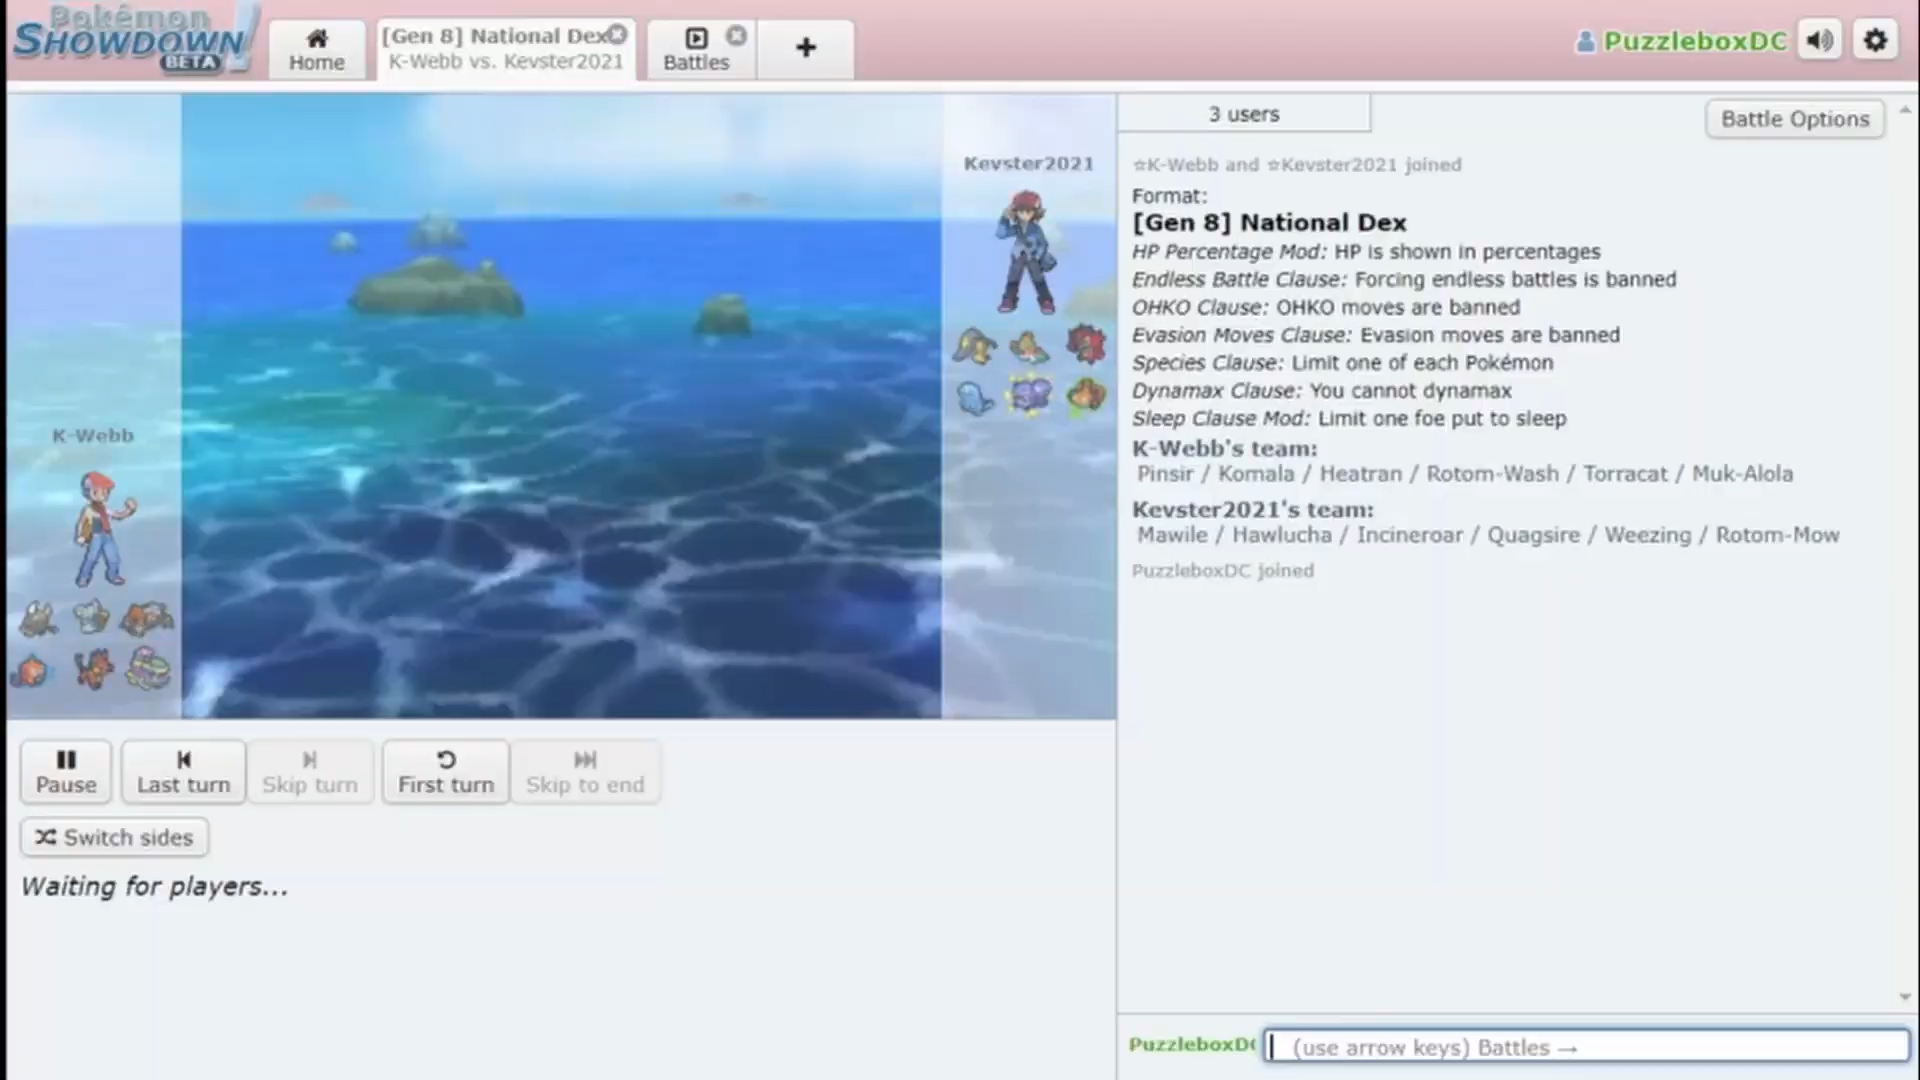 Pokémon
SHOWDOWN!
BETA
Home
[Gen 8] National Dex
K-Webb vs. Kevster2021
Battles
PuzzleboxDC
Kevster2021
K-Webb
Pause
Last turn
Skip turn
First turn
Skip to end
Switch sides
Waiting for players...
3 users
Battle Options
☆K-Webb and ☆Kevster2021 joined
Format:
[Gen 8] National Dex
HP Percentage Mod: HP is shown in percentages
Endless Battle Clause: Forcing endless battles is banned
OHKO Clause: OHKO moves are banned
Evasion Moves Clause: Evasion moves are banned
Species Clause: Limit one of each Pokémon
Dynamax Clause: You cannot dynamax
Sleep Clause Mod: Limit one foe put to sleep
K-Webb's team:
Pinsir / Komala / Heatran / Rotom-Wash / Torracat / Muk-Alola
Kevster2021's team:
Mawile / Hawlucha / Incineroar / Quagsire / Weezing / Rotom-Mow
PuzzleboxDC joined
PuzzleboxDC (use arrow keys) Battles →